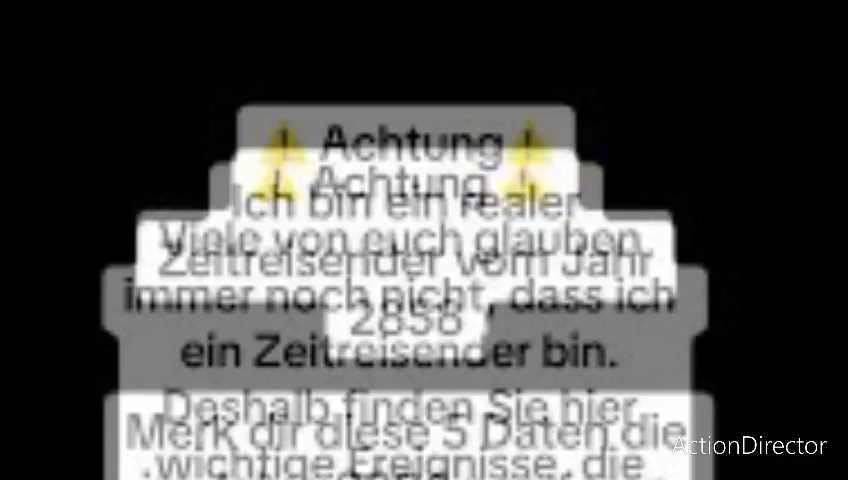 ⚠️ Achtung ⚠️
⚠️ Achtung ⚠️
Ich bin ein realer
Viele von euch glauben
Zeitreisender vom Jahr
immer noch nicht, dass ich
2858
ein Zeitreisender bin.
Deshalb finden Sie hier
Merk dir diese 5 Daten die
wichtige Ereignisse, die
ActionDirector